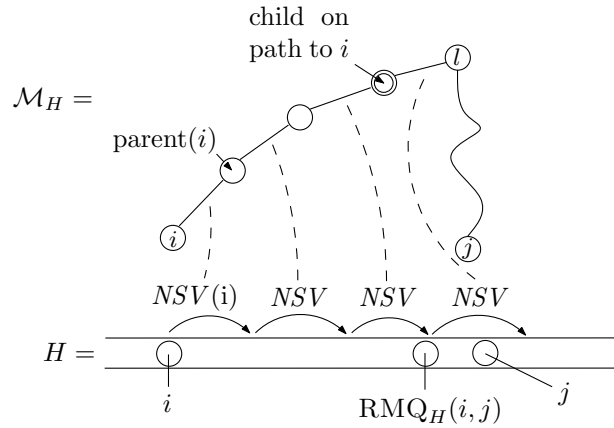 child on
path to i
l
M_H =
parent(i)
i
j
NSV(i) NSV NSV NSV
H =
i
RMQ_H(i, j)
j